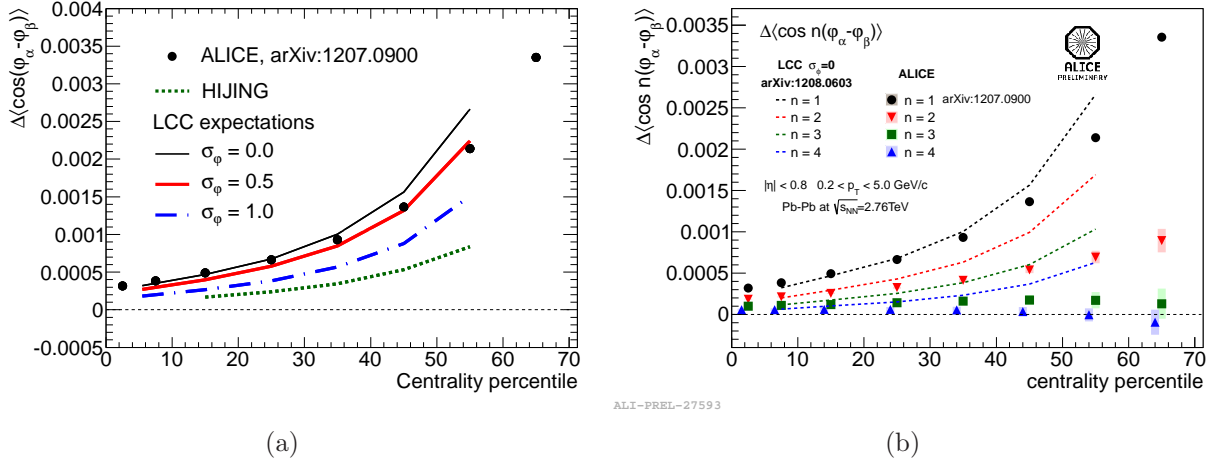 Δ⟨cos(φα-φβ)⟩
0.004
0.0035
0.003
0.0025
0.002
0.0015
0.001
0.0005
0
-0.0005
ALICE, arXiv:1207.0900
HIJING
LCC expectations
σφ = 0.0
σφ = 0.5
σφ = 1.0
0 10 20 30 40 50 60 70
Centrality percentile
(a)
Δ⟨cos n(φα-φβ)⟩
0.0035
0.003
0.0025
0.002
0.0015
0.001
0.0005
0
Δ⟨cos n(φα-φβ)⟩
LCC σφ=0
arXiv:1208.0603
n = 1
n = 2
n = 3
n = 4
ALICE
n = 1 arXiv:1207.0900
n = 2
n = 3
n = 4
ALICE
PRELIMINARY
|η| < 0.8 0.2 < pT < 5.0 GeV/c
Pb-Pb at √sNN=2.76TeV
0 10 20 30 40 50 60 70
centrality percentile
ALI-PREL-27593
(b)